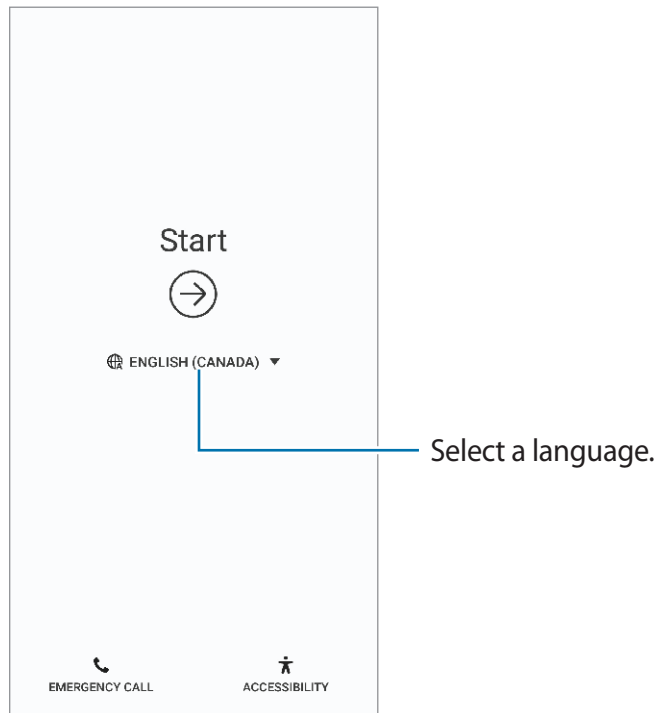 Start
ENGLISH (CANADA)
Select a language.
EMERGENCY CALL
ACCESSIBILITY